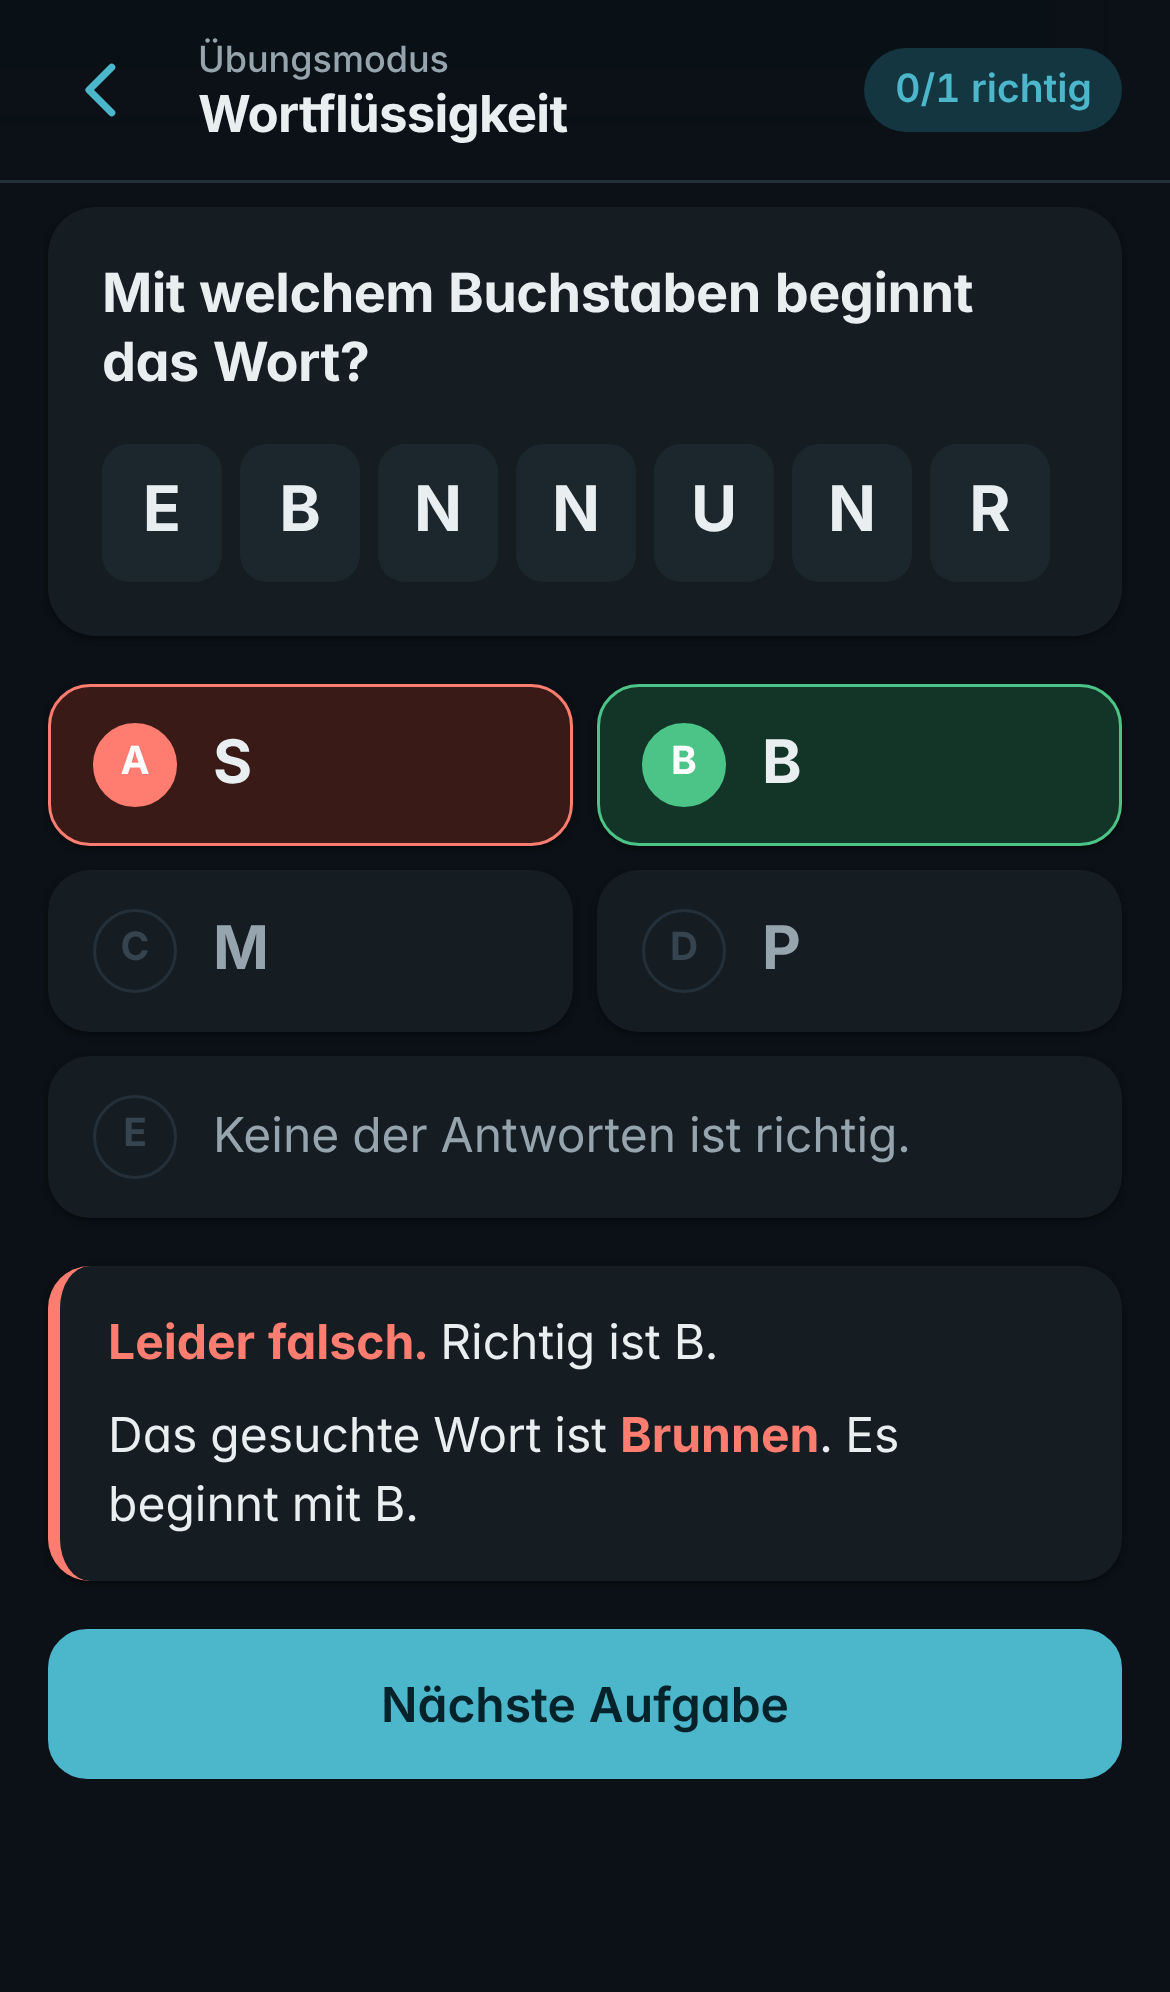 Übungsmodus
Wortflüssigkeit
0/1 richtig
Mit welchem Buchstaben beginnt
das Wort?
E B N N U N R
A S
B B
C M
D P
E Keine der Antworten ist richtig.
Leider falsch. Richtig ist B.
Das gesuchte Wort ist Brunnen. Es
beginnt mit B.
Nächste Aufgabe